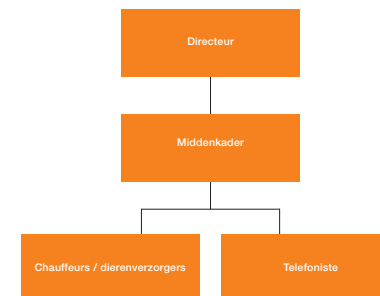 Directeur
Middenkader
Chauffeurs / dierenverzorgers
Telefoniste